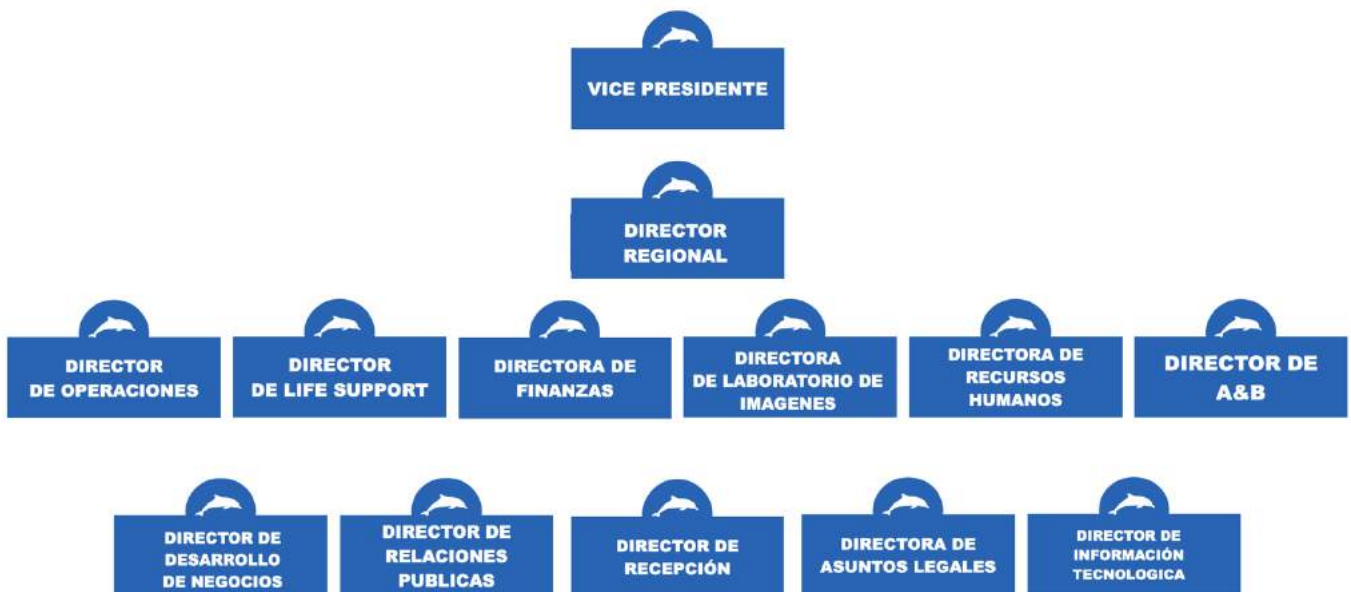 VICE PRESIDENTE
DIRECTOR
REGIONAL
DIRECTOR
DE OPERACIONES
DIRECTOR
DE LIFE SUPPORT
DIRECTORA DE
FINANZAS
DIRECTORA
DE LABORATORIO DE
IMAGENES
DIRECTORA DE
RECURSOS
HUMANOS
DIRECTOR DE
A&B
DIRECTOR DE
DESARROLLO
DE NEGOCIOS
DIRECTOR DE
RELACIONES
PUBLICAS
DIRECTOR DE
RECEPCIÓN
DIRECTORA DE
ASUNTOS LEGALES
DIRECTOR DE
INFORMACIÓN
TECNOLOGICA